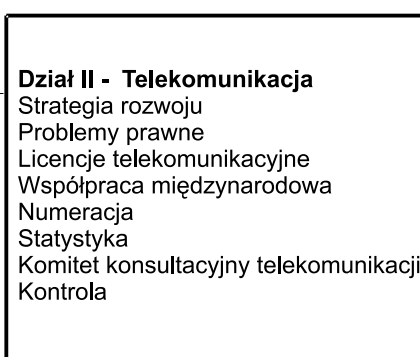 Dział II - Telekomunikacja
Strategia rozwoju
Problemy prawne
Licencje telekomunikacyjne
Współpraca międzynarodowa
Numeracja
Statystyka
Komitet konsultacyjny telekomunikacji
Kontrola